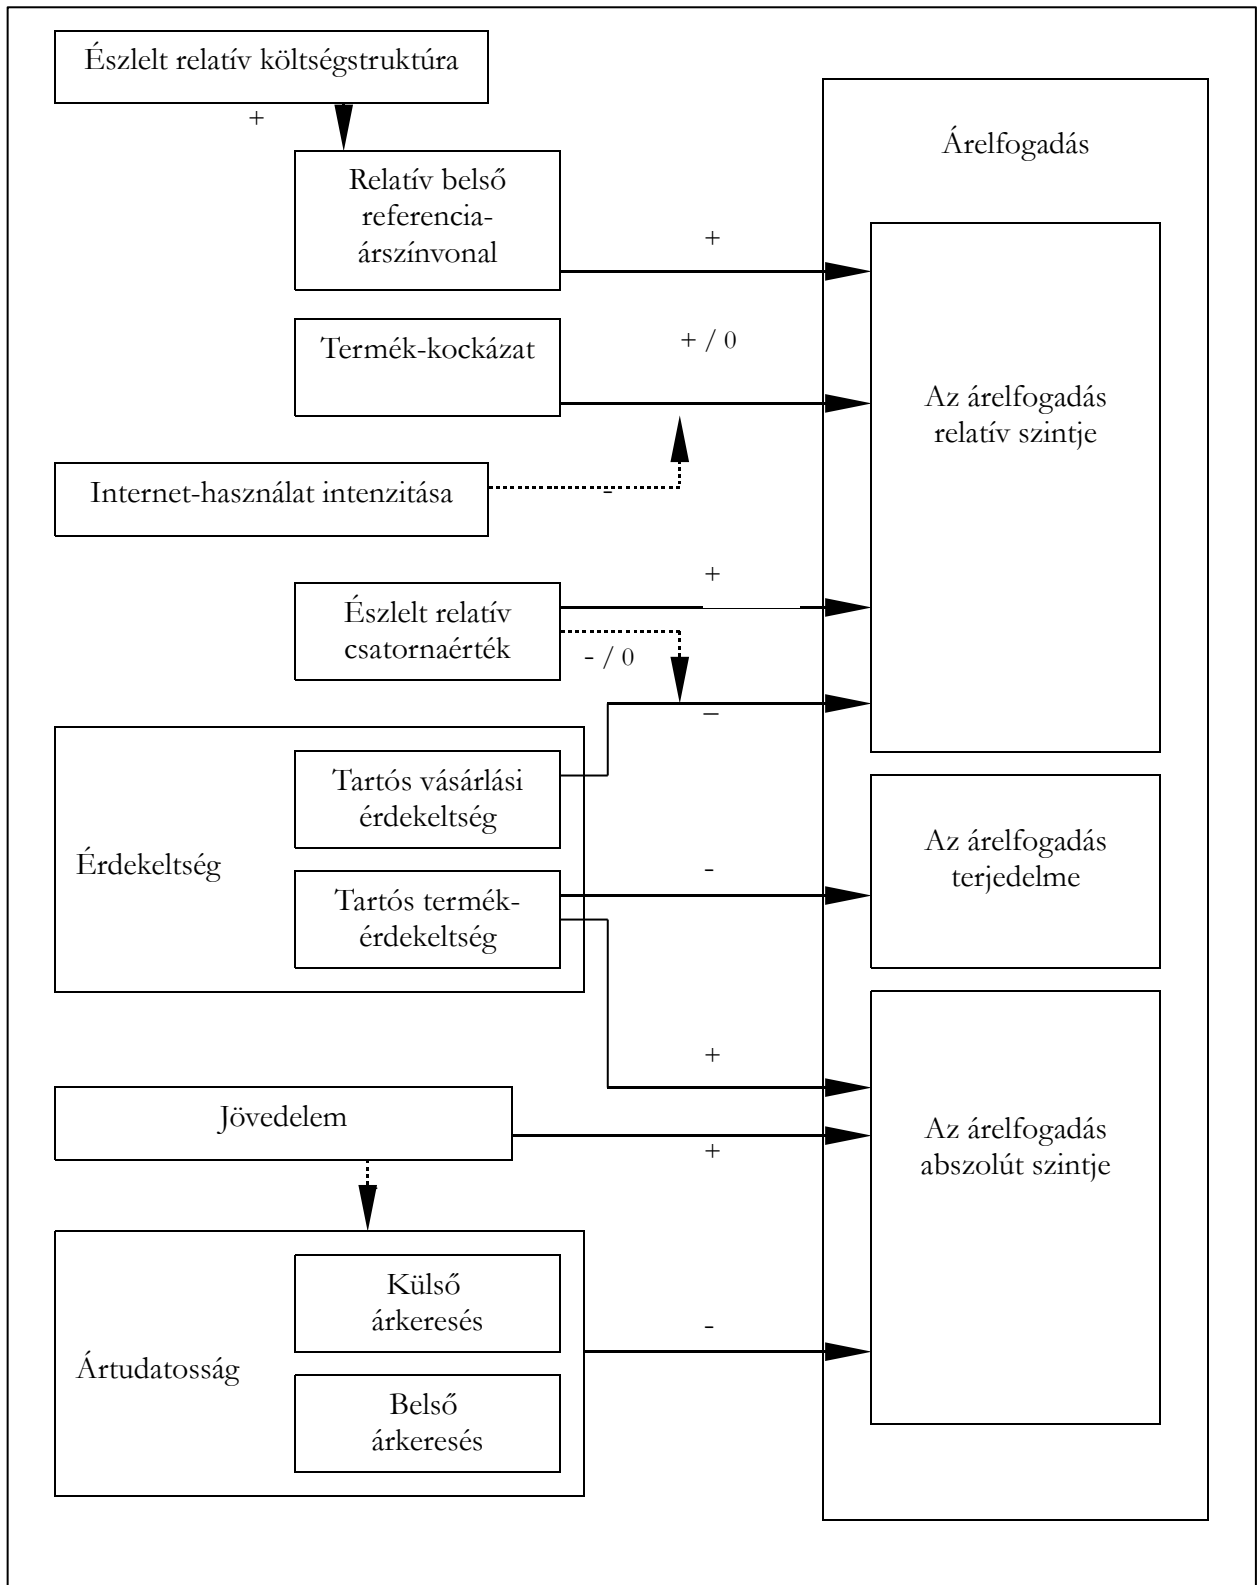 Észlelt relatív költségstruktúra
+
Árelfogadás
Relatív belső
referencia-
árszínvonal
+
Termék-kockázat
+ / 0
Az árelfogadás
relatív szintje
Internet-használat intenzitása
-
+
Észlelt relatív
csatornaérték
- / 0
–
Tartós vásárlási
érdekeltség
Érdekeltség
Tartós termék-
érdekeltség
-
Az árelfogadás
terjedelme
+
Jövedelem
+
Az árelfogadás
abszolút szintje
Külső
árkeresés
Ártudatosság
-
Belső
árkeresés